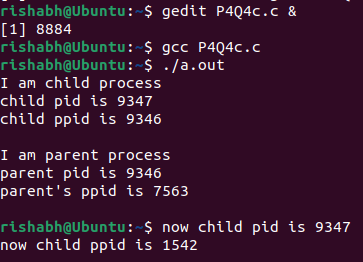 rishabh@Ubuntu:~$ gedit P4Q4c.c &
[1] 8884
rishabh@Ubuntu:~$ gcc P4Q4c.c
rishabh@Ubuntu:~$ ./a.out
I am child process
child pid is 9347
child ppid is 9346
I am parent process
parent pid is 9346
parent's ppid is 7563
rishabh@Ubuntu:~$ now child pid is 9347
now child ppid is 1542